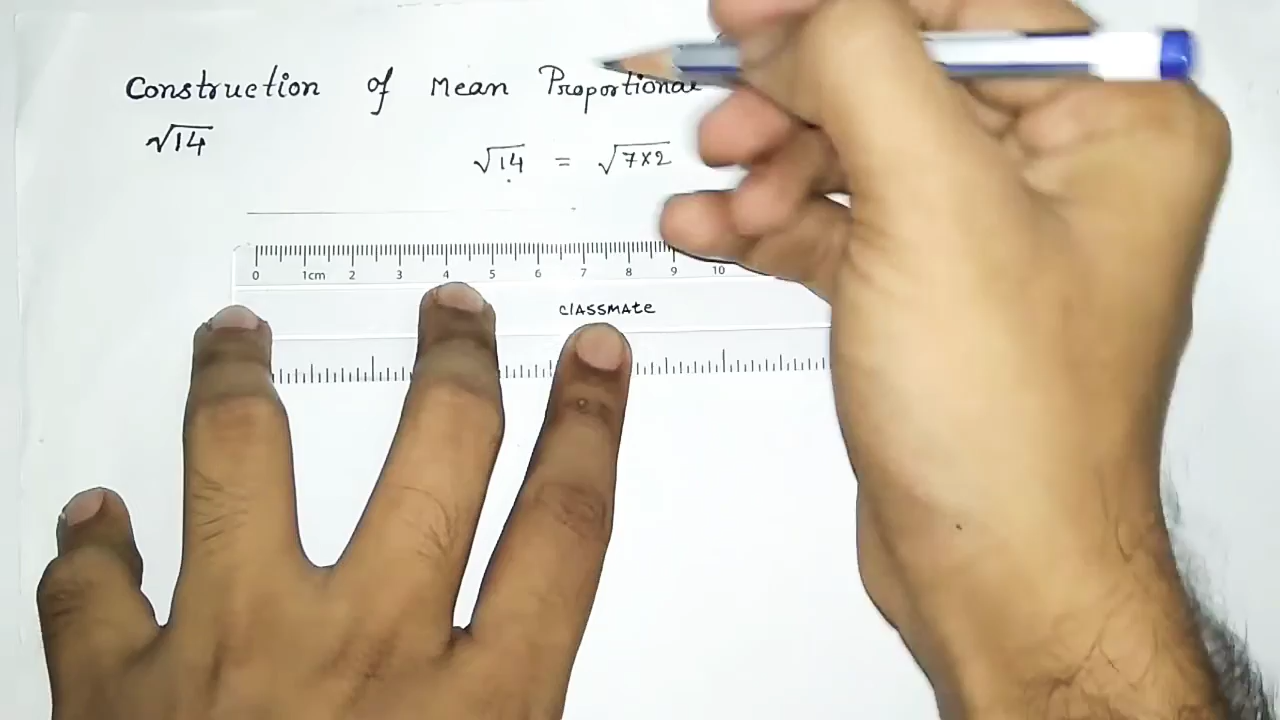 Construction of Mean Proportional
√14
√14 = √7×2
0 1cm 2 3 4 5 6 7 8 9 10
classmate